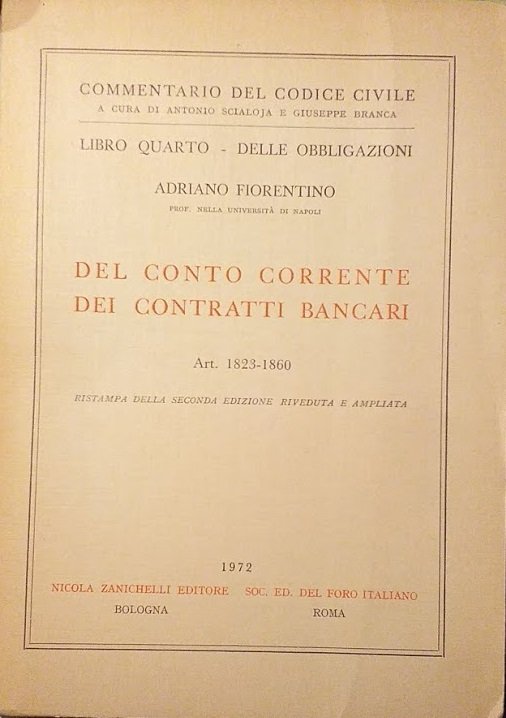 COMMENTARIO DEL CODICE CIVILE
A CURA DI ANTONIO SCIALOJA E GIUSEPPE BRANCA
LIBRO QUARTO - DELLE OBBLIGAZIONI
ADRIANO FIORENTINO
PROF. NELLA UNIVERSITÀ DI NAPOLI
DEL CONTO CORRENTE
DEI CONTRATTI BANCARI
Art. 1823-1860
RISTAMPA DELLA SECONDA EDIZIONE RIVEDUTA E AMPLIATA
1972
NICOLA ZANICHELLI EDITORE SOC. ED. DEL FORO ITALIANO
BOLOGNA ROMA